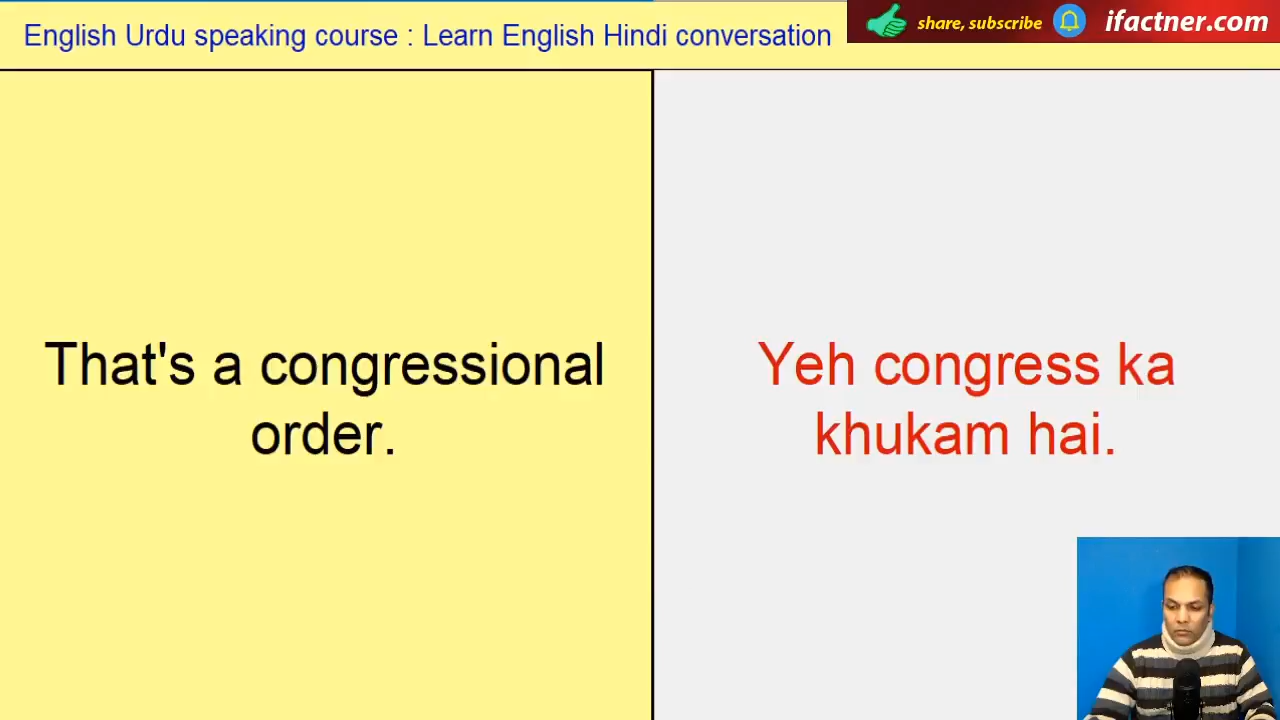 English Urdu speaking course : Learn English Hindi conversation
share, subscribe
ifactner.com
That's a congressional
order.
Yeh congress ka
khukam hai.